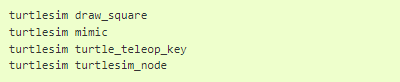 turtlesim draw_square
turtlesim mimic
turtlesim turtle_teleop_key
turtlesim turtlesim_node